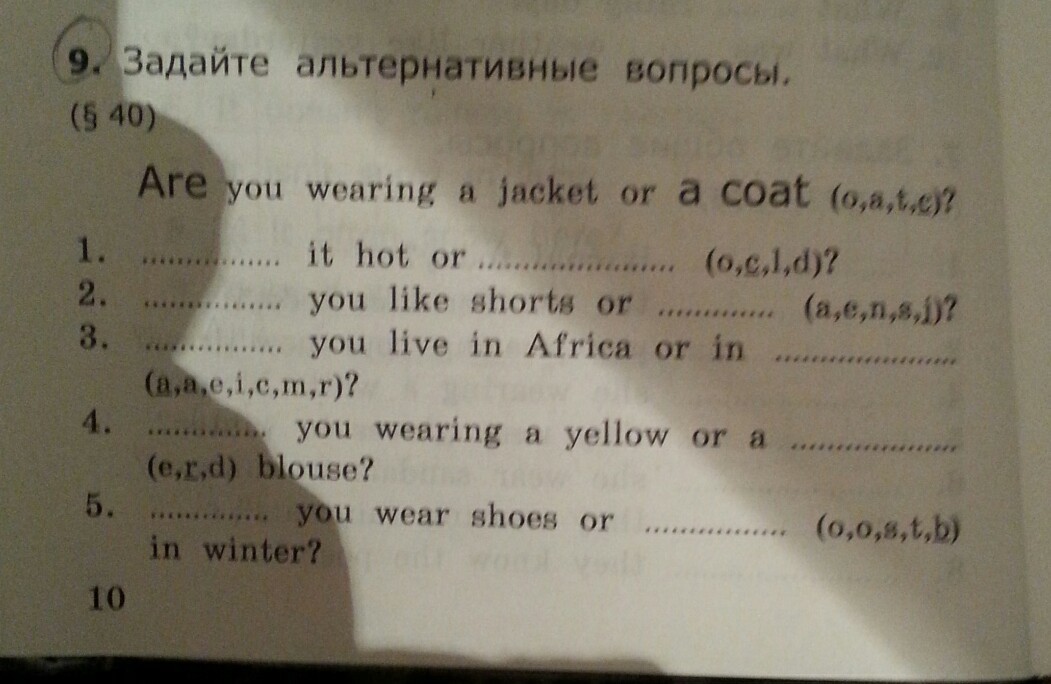 9. Задайте альтернативные вопросы.
(§ 40)
Are you wearing a jacket or a coat (o,a,t,c)?
1. ................ it hot or ....................... (o,c,l,d)?
2. ................ you like shorts or ............. (a,e,n,s,j)?
3. ................ you live in Africa or in .....................
(a,a,e,i,c,m,r)?
4. .............. you wearing a yellow or a ...................
(e,r,d) blouse?
5. .............. you wear shoes or ................ (o,o,s,t,b)
in winter?
10